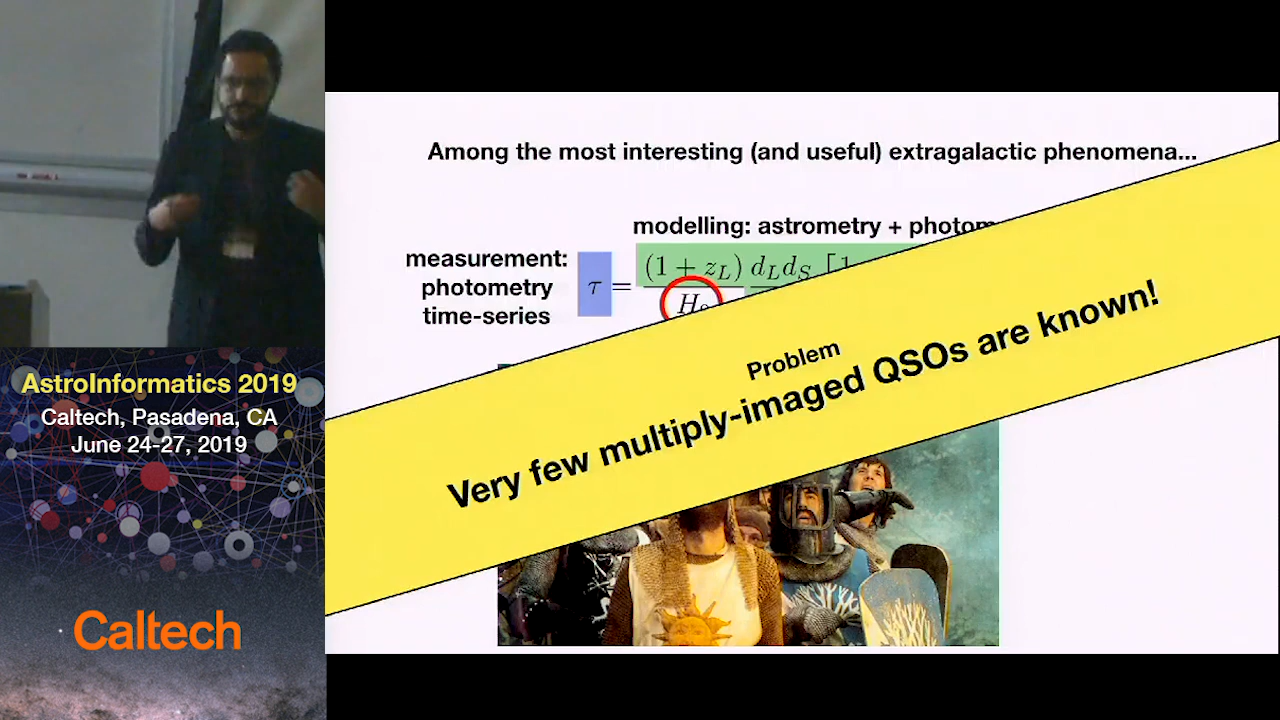 Among the most interesting (and useful) extragalactic phenomena...
modelling: astrometry + photom
measurement:
photometry
time-series
τ = (1 + z_L) d_L d_S [1
H
Problem
Very few multiply-imaged QSOs are known!
AstroInformatics 2019
Caltech, Pasadena, CA
June 24-27, 2019
Caltech